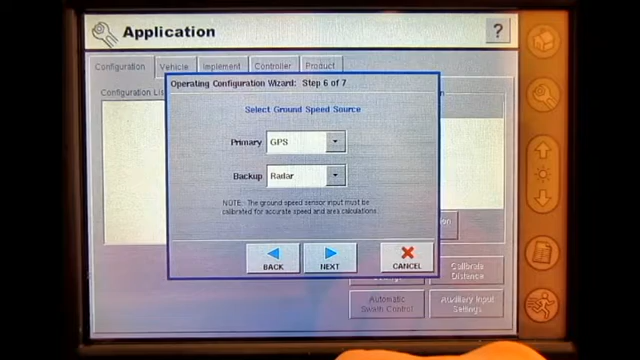 Application
?
Configuration
Vehicle
Implement
Controller
Product
Configuration Lis
Operating Configuration Wizard: Step 6 of 7
Select Ground Speed Source
Primary
GPS
Backup
Radar
NOTE: The ground speed sensor input must be
calibrated for accurate speed and area calculations.
BACK
NEXT
CANCEL
Calibrate
Distance
Automatic
Swath Control
Auxiliary Input
Settings